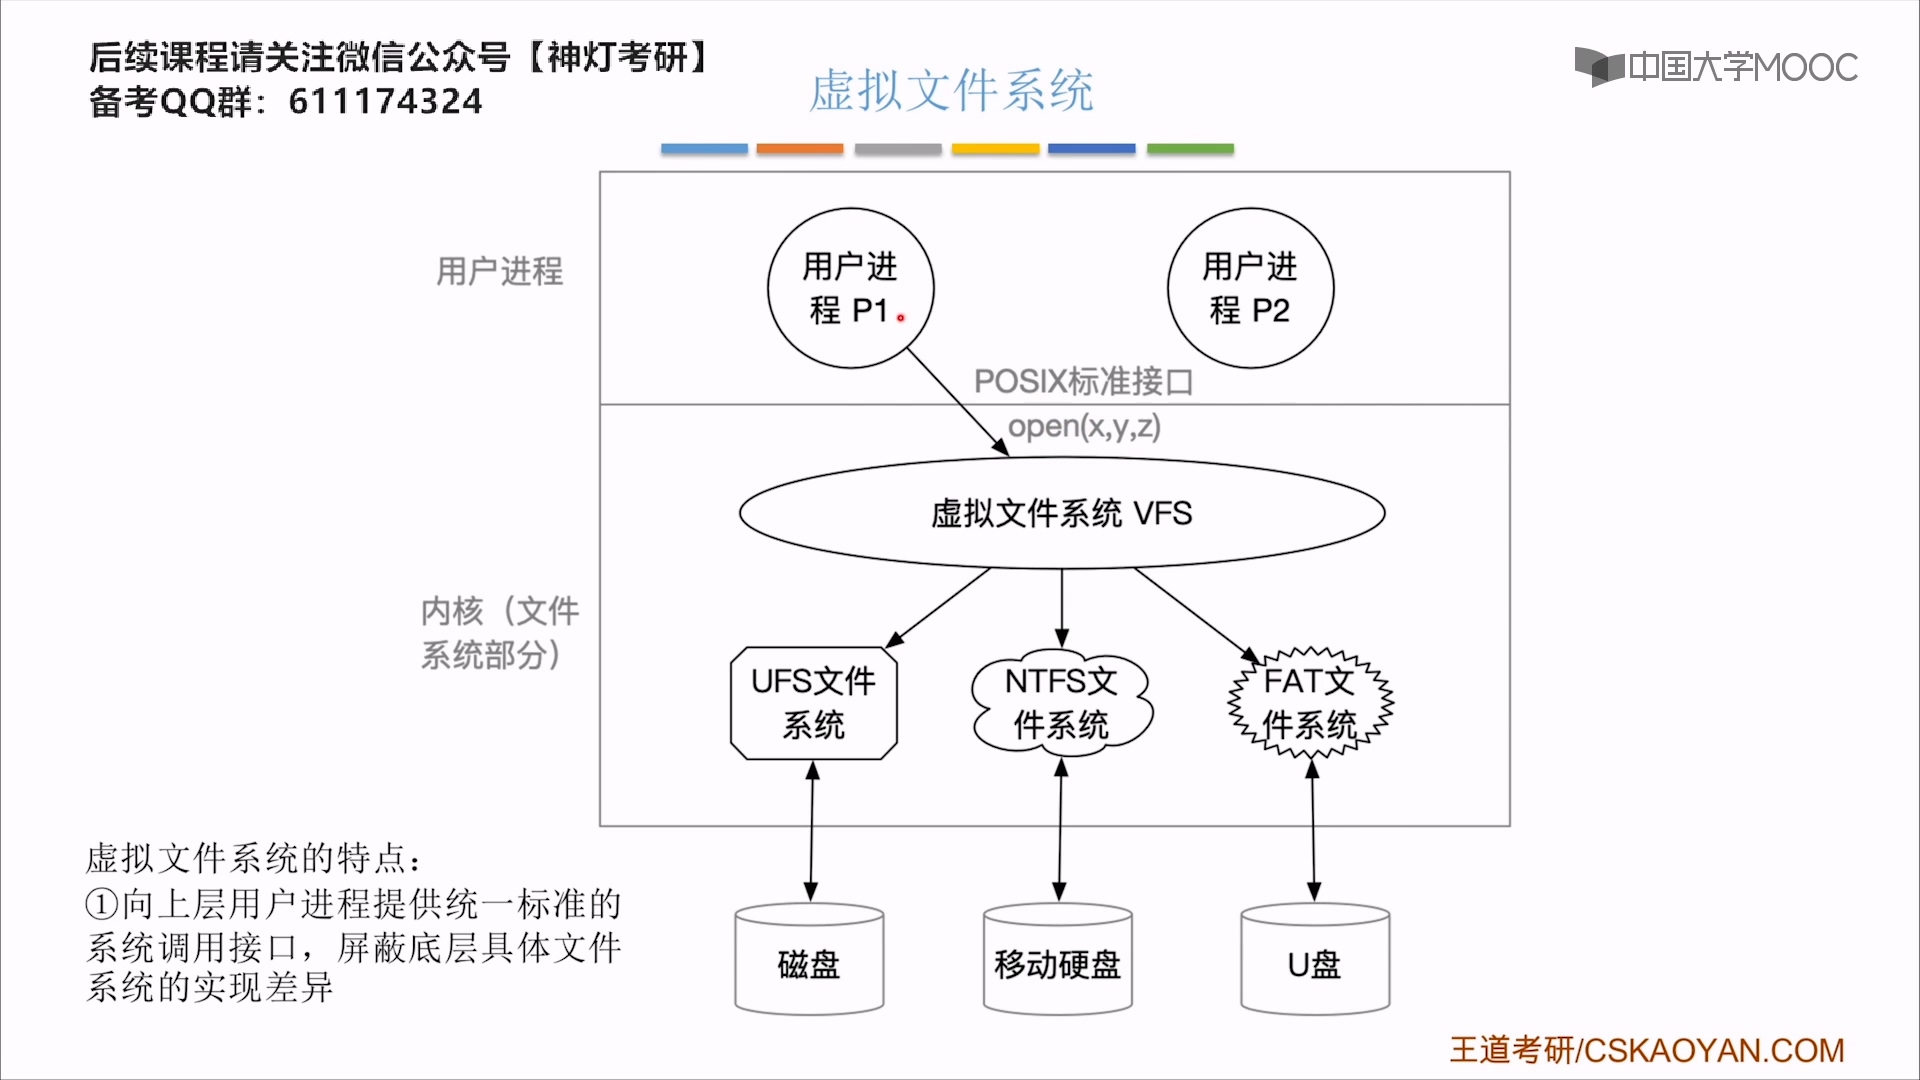 后续课程请关注微信公众号【神灯考研】
备考QQ群：611174324
虚拟文件系统
中国大学MOOC
用户进程
用户进
程 P1
用户进
程 P2
POSIX标准接口
open(x,y,z)
虚拟文件系统 VFS
内核（文件
系统部分）
UFS文件
系统
NTFS文
件系统
FAT文
件系统
虚拟文件系统的特点：
①向上层用户进程提供统一标准的
系统调用接口，屏蔽底层具体文件
系统的实现差异
磁盘
移动硬盘
U盘
王道考研/CSKAOYAN.COM